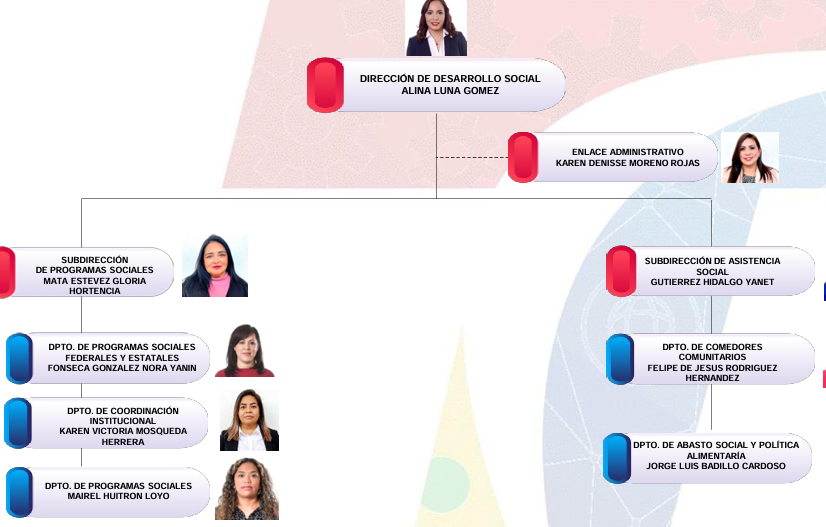 DIRECCIÓN DE DESARROLLO SOCIAL
ALINA LUNA GOMEZ
ENLACE ADMINISTRATIVO
KAREN DENISSE MORENO ROJAS
SUBDIRECCIÓN
DE PROGRAMAS SOCIALES
MATA ESTEVEZ GLORIA
HORTENCIA
SUBDIRECCIÓN DE ASISTENCIA
SOCIAL
GUTIERREZ HIDALGO YANET
DPTO. DE PROGRAMAS SOCIALES
FEDERALES Y ESTATALES
FONSECA GONZALEZ NORA YANIN
DPTO. DE COMEDORES
COMUNITARIOS
FELIPE DE JESUS RODRIGUEZ
HERNANDEZ
DPTO. DE COORDINACIÓN
INSTITUCIONAL
KAREN VICTORIA MOSQUEDA
HERRERA
DPTO. DE ABASTO SOCIAL Y POLÍTICA
ALIMENTARÍA
JORGE LUIS BADILLO CARDOSO
DPTO. DE PROGRAMAS SOCIALES
MAIREL HUITRON LOYO